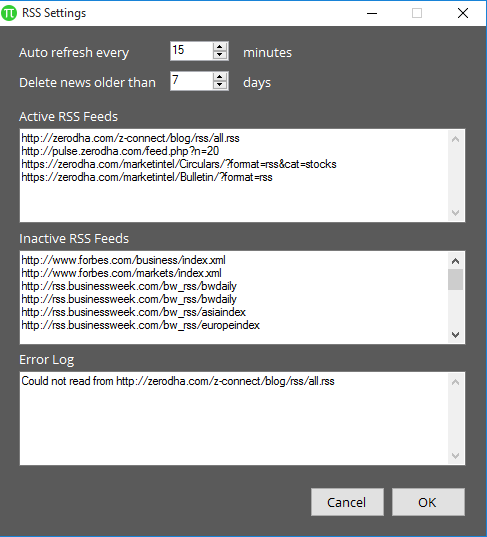 RSS Settings
Auto refresh every 15 minutes
Delete news older than 7 days
Active RSS Feeds
http://zerodha.com/z-connect/blog/rss/all.rss
http://pulse.zerodha.com/feed.php?n=20
https://zerodha.com/marketintel/Circulars/?format=rss&cat=stocks
https://zerodha.com/marketintel/Bulletin/?format=rss
Inactive RSS Feeds
http://www.forbes.com/business/index.xml
http://www.forbes.com/markets/index.xml
http://rss.businessweek.com/bw_rss/bwdaily
http://rss.businessweek.com/bw_rss/bwdaily
http://rss.businessweek.com/bw_rss/asiaindex
http://rss.businessweek.com/bw_rss/europeindex
Error Log
Could not read from http://zerodha.com/z-connect/blog/rss/all.rss
Cancel OK